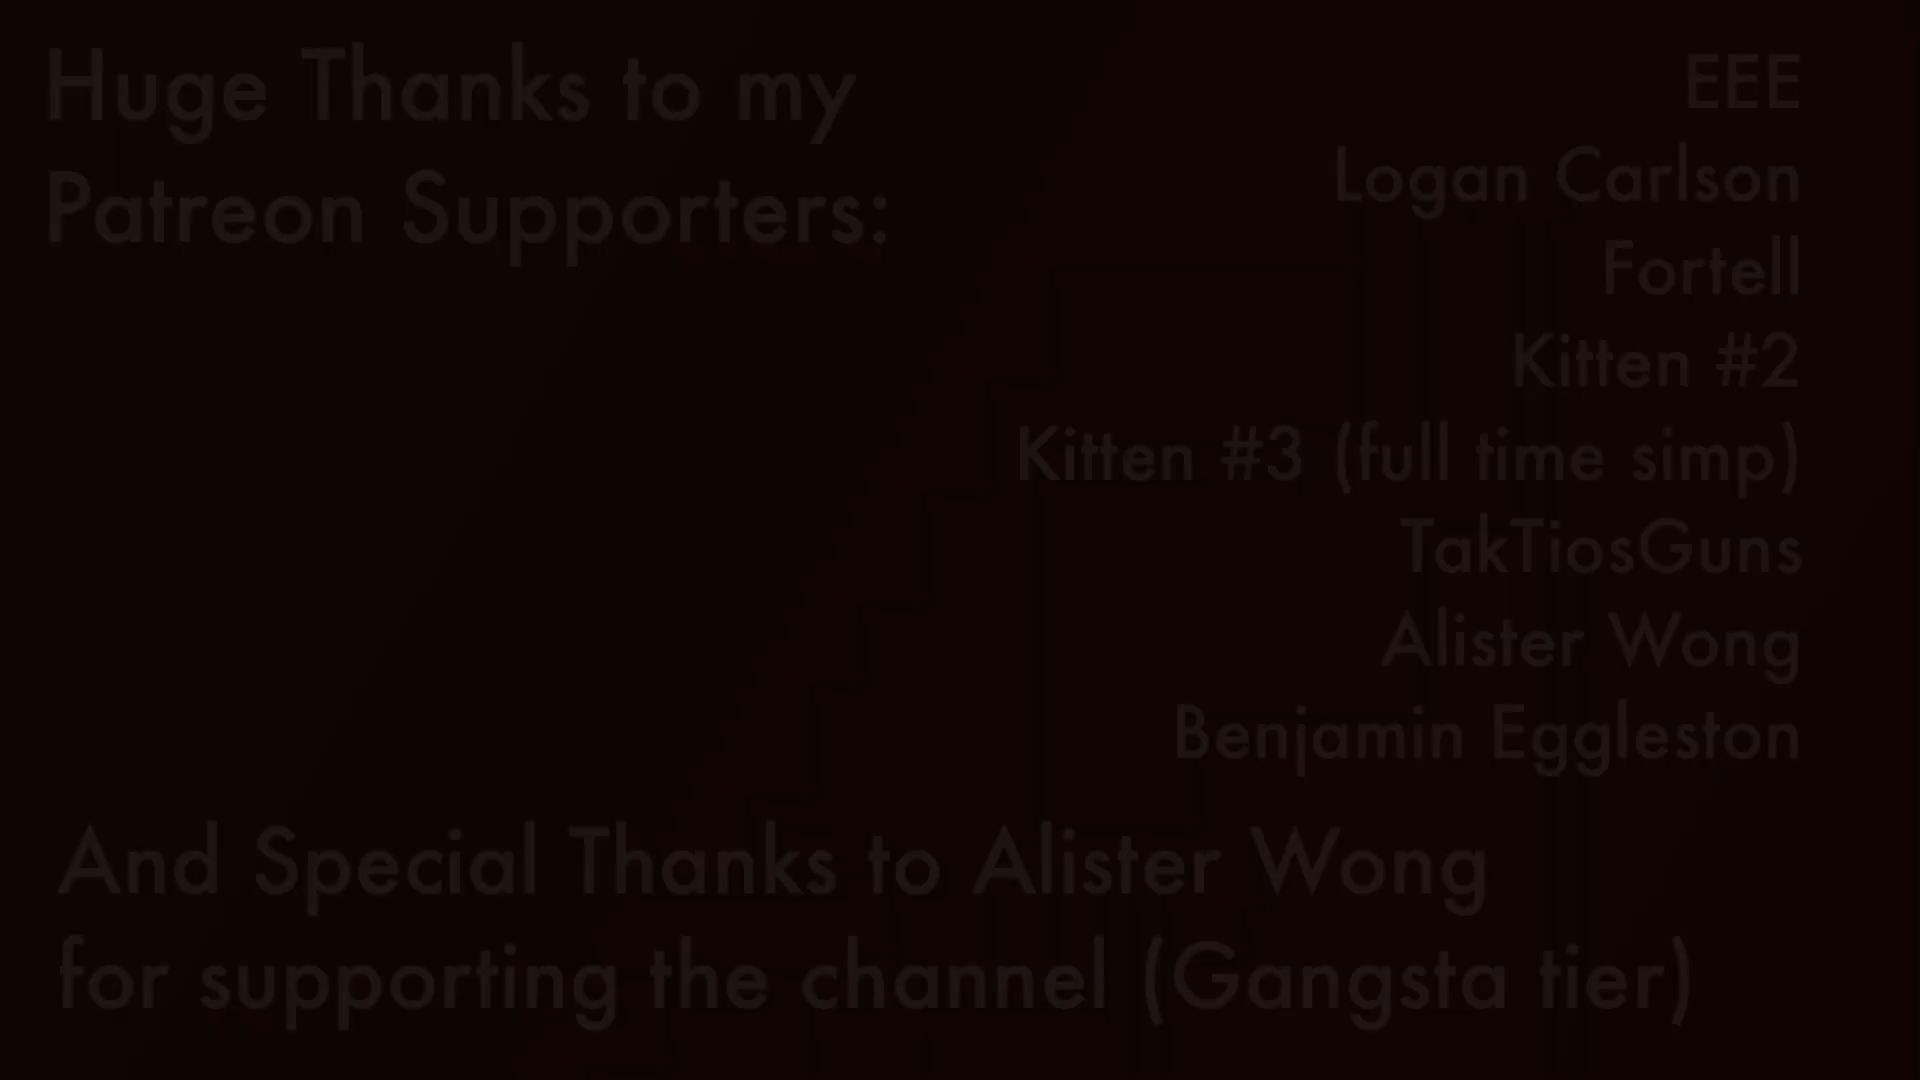 Huge Thanks to my
Patreon Supporters:
EEE
Logan Carlson
Fortell
Kitten #2
Kitten #3 (full time simp)
TakTiosGuns
Alister Wong
Benjamin Eggleston
And Special Thanks to Alister Wong
for supporting the channel (Gangsta tier)